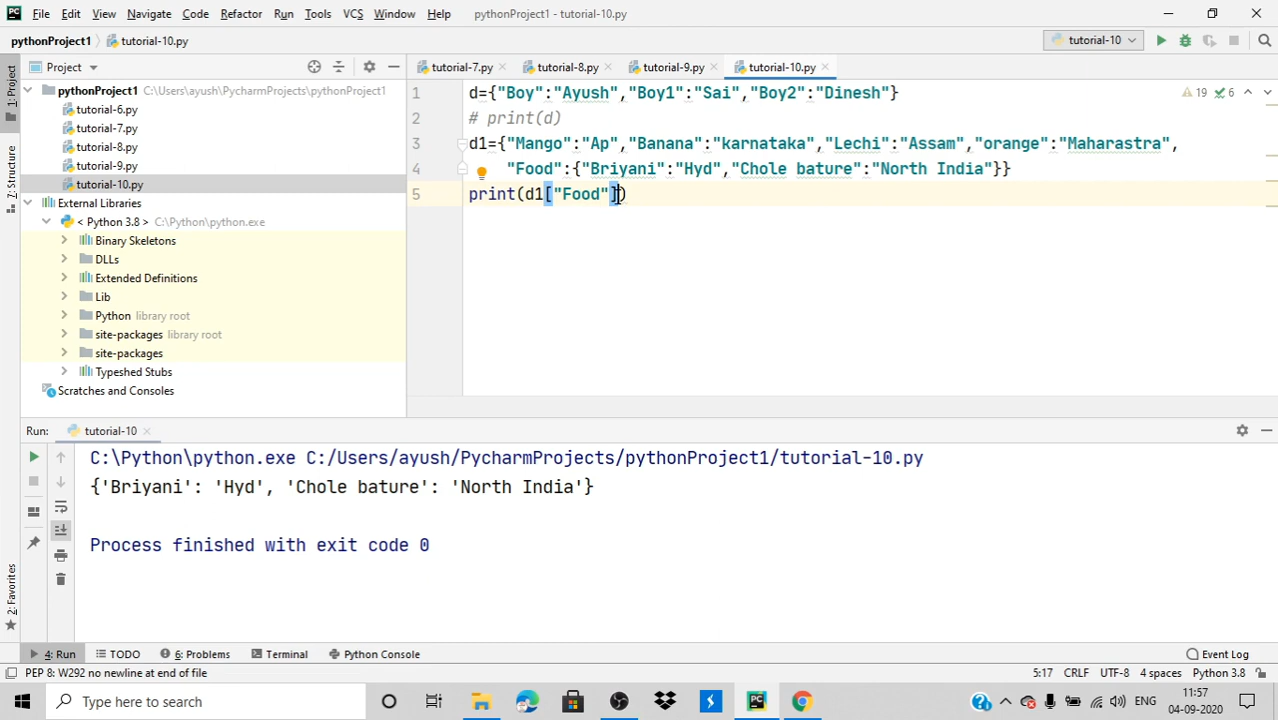 File Edit View Navigate Code Refactor Run Tools VCS Window Help pythonProject1 - tutorial-10.py
pythonProject1 tutorial-10.py tutorial-10
Project tutorial-7.py tutorial-8.py tutorial-9.py tutorial-10.py
1: Project
Z: Structure
2: Favorites
pythonProject1 C:\Users\ayush\PycharmProjects\pythonProject1
tutorial-6.py
tutorial-7.py
tutorial-8.py
tutorial-9.py
tutorial-10.py
External Libraries
< Python 3.8 > C:\Python\python.exe
Binary Skeletons
DLLs
Extended Definitions
Lib
Python library root
site-packages library root
site-packages
Typeshed Stubs
Scratches and Consoles
1 d={"Boy":"Ayush","Boy1":"Sai","Boy2":"Dinesh"} 19 6
2 # print(d)
3 d1={"Mango":"Ap","Banana":"karnataka","Lechi":"Assam","orange":"Maharastra",
4 "Food":{"Briyani":"Hyd","Chole bature":"North India"}}
5 print(d1["Food"])
Run: tutorial-10
C:\Python\python.exe C:/Users/ayush/PycharmProjects/pythonProject1/tutorial-10.py
{'Briyani': 'Hyd', 'Chole bature': 'North India'}
Process finished with exit code 0
4: Run TODO 6: Problems Terminal Python Console Event Log
PEP 8: W292 no newline at end of file 5:17 CRLF UTF-8 4 spaces Python 3.8
Type here to search ENG 11:57
04-09-2020